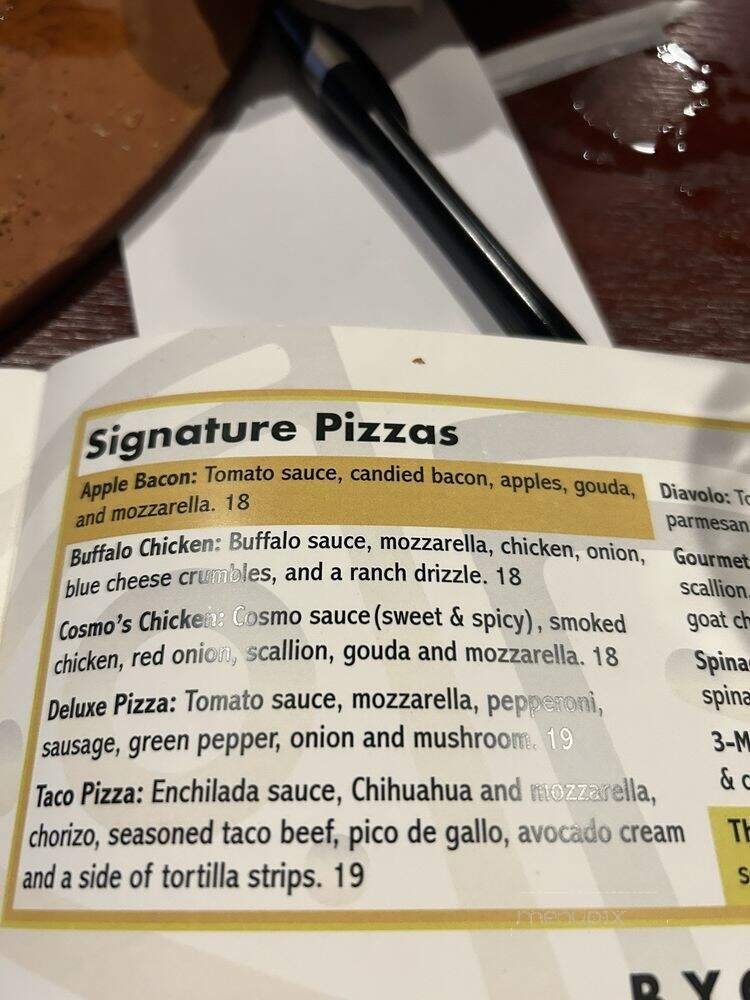 Signature Pizzas
Apple Bacon: Tomato sauce, candied bacon, apples, gouda,
and mozzarella. 18
Buffalo Chicken: Buffalo sauce, mozzarella, chicken, onion,
blue cheese crumbles, and a ranch drizzle. 18
Cosmo's Chicken: Cosmo sauce (sweet & spicy), smoked
chicken, red onion, scallion, gouda and mozzarella. 18
Deluxe Pizza: Tomato sauce, mozzarella, pepperoni,
sausage, green pepper, onion and mushroom. 19
Taco Pizza: Enchilada sauce, Chihuahua and mozzarella,
chorizo, seasoned taco beef, pico de gallo, avocado cream
and a side of tortilla strips. 19
Diavolo:
parmesan
Gourmet
scallion,
goat
& 
menupix